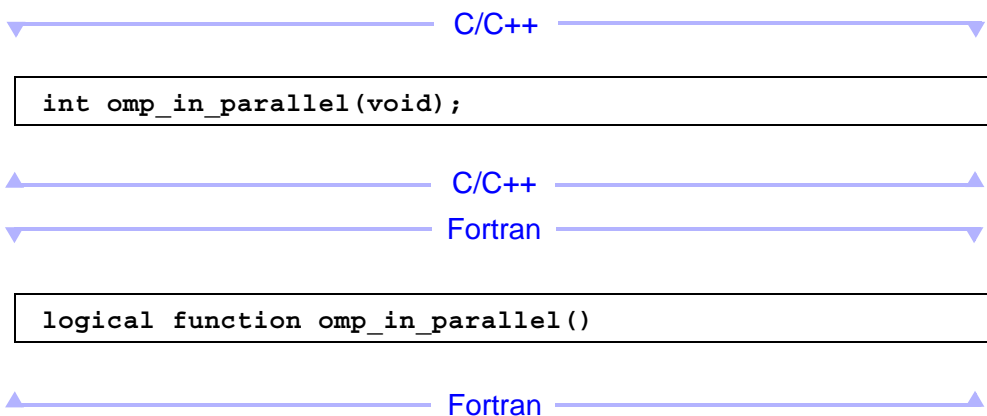 C/C++
int omp_in_parallel(void);
C/C++
Fortran
logical function omp_in_parallel()
Fortran